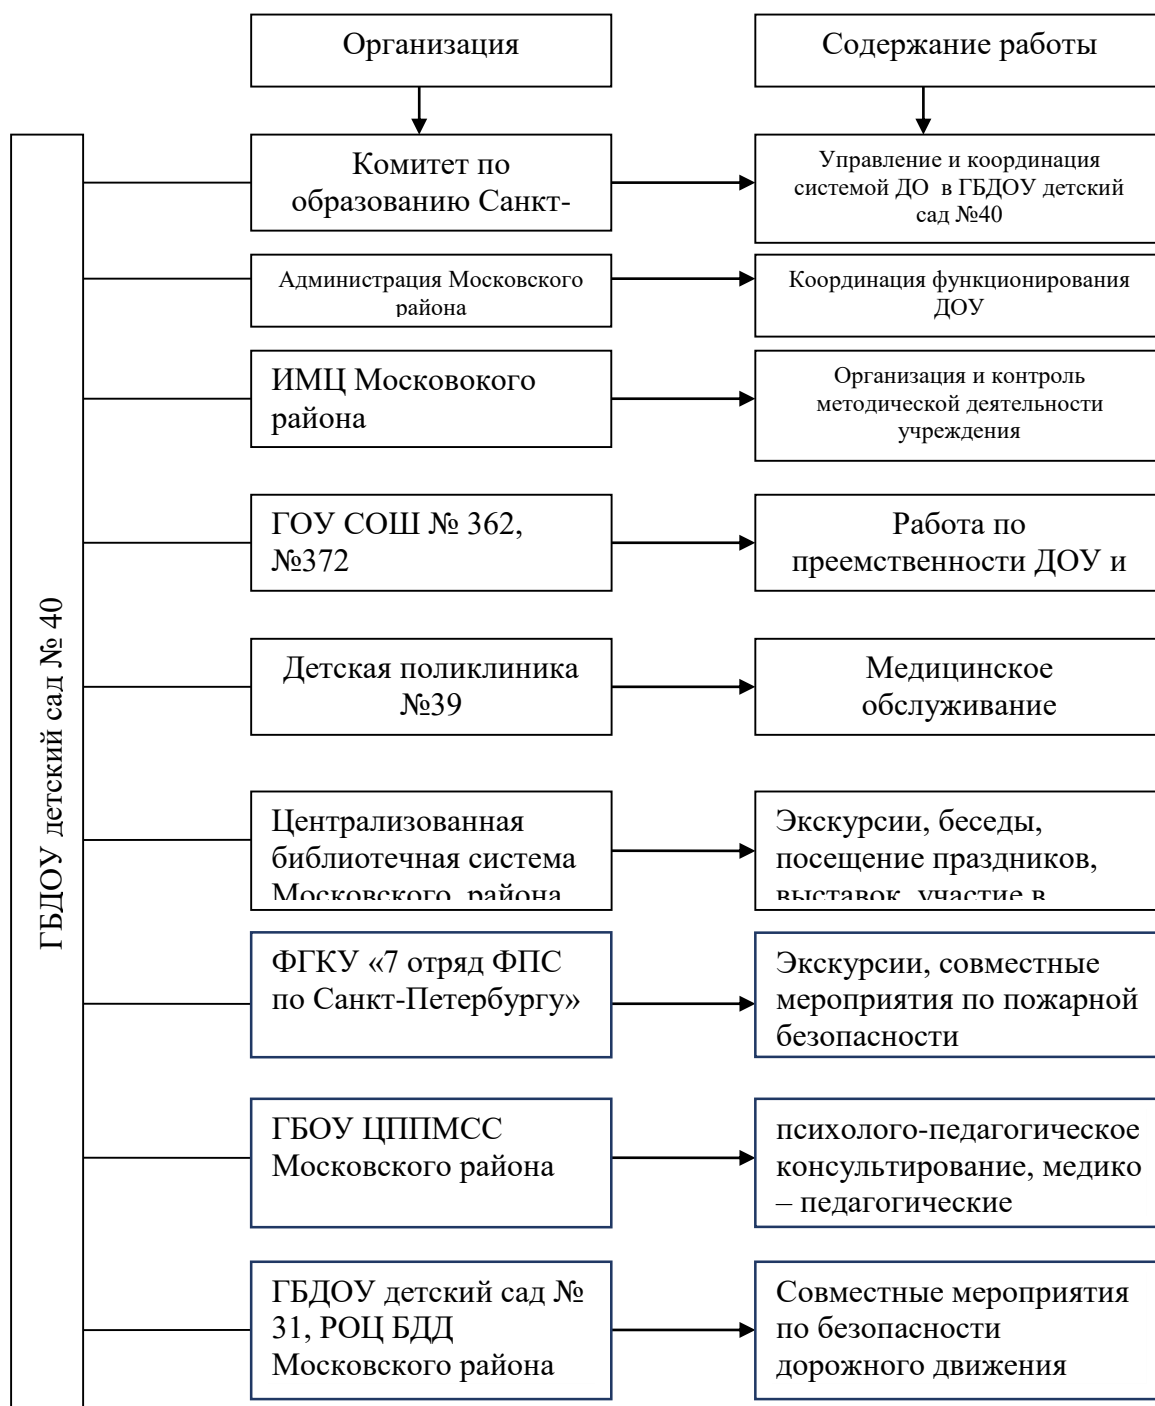 Организация
Содержание работы
ГБДОУ детский сад № 40
Комитет по
образованию Санкт-
Управление и координация
системой ДО в ГБДОУ детский
сад №40
Администрация Московского
района
Координация функционирования
ДОУ
ИМЦ Московокого
района
Организация и контроль
методической деятельности
учреждения
ГОУ СОШ № 362,
№372
Работа по
преемственности ДОУ и
Детская поликлиника
№39
Медицинское
обслуживание
Централизованная
библиотечная система
Московского района
Экскурсии, беседы,
посещение праздников,
выставок, участие в
ФГКУ «7 отряд ФПС
по Санкт-Петербургу»
Экскурсии, совместные
мероприятия по пожарной
безопасности
ГБОУ ЦППМСС
Московского района
психолого-педагогическое
консультирование, медико
– педагогические
ГБДОУ детский сад №
31, РОЦ БДД
Московского района
Совместные мероприятия
по безопасности
дорожного движения